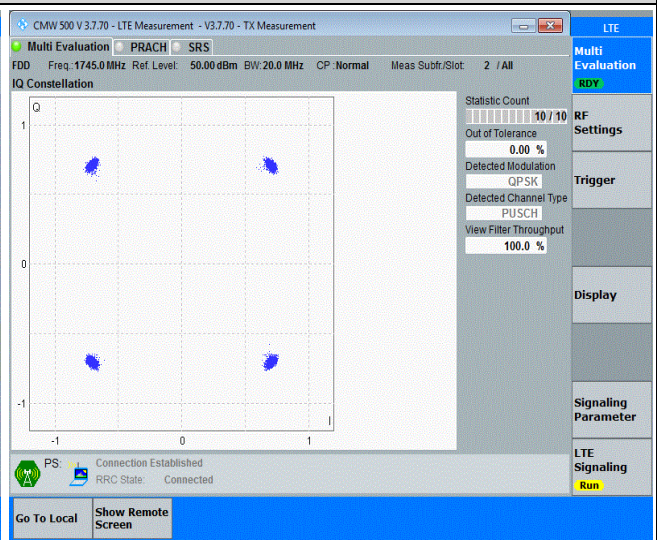 CMW 500 V 3.7.70 - LTE Measurement - V3.7.70 - TX Measurement
LTE
Multi Evaluation PRACH SRS
FDD Freq.:1745.0 MHz Ref. Level: 50.00 dBm BW:20.0 MHz CP :Normal Meas Subfr./Slot: 2 / All
IQ Constellation
Q
1
0
-1
-1 0 1
I
Statistic Count
10 / 10
Out of Tolerance
0.00 %
Detected Modulation
QPSK
Detected Channel Type
PUSCH
View Filter Throughput
100.0 %
Multi
Evaluation
RDY
RF
Settings
Trigger
Display
Signaling
Parameter
LTE
Signaling
Run
PS: Connection Established
RRC State: Connected
Go To Local
Show Remote
Screen